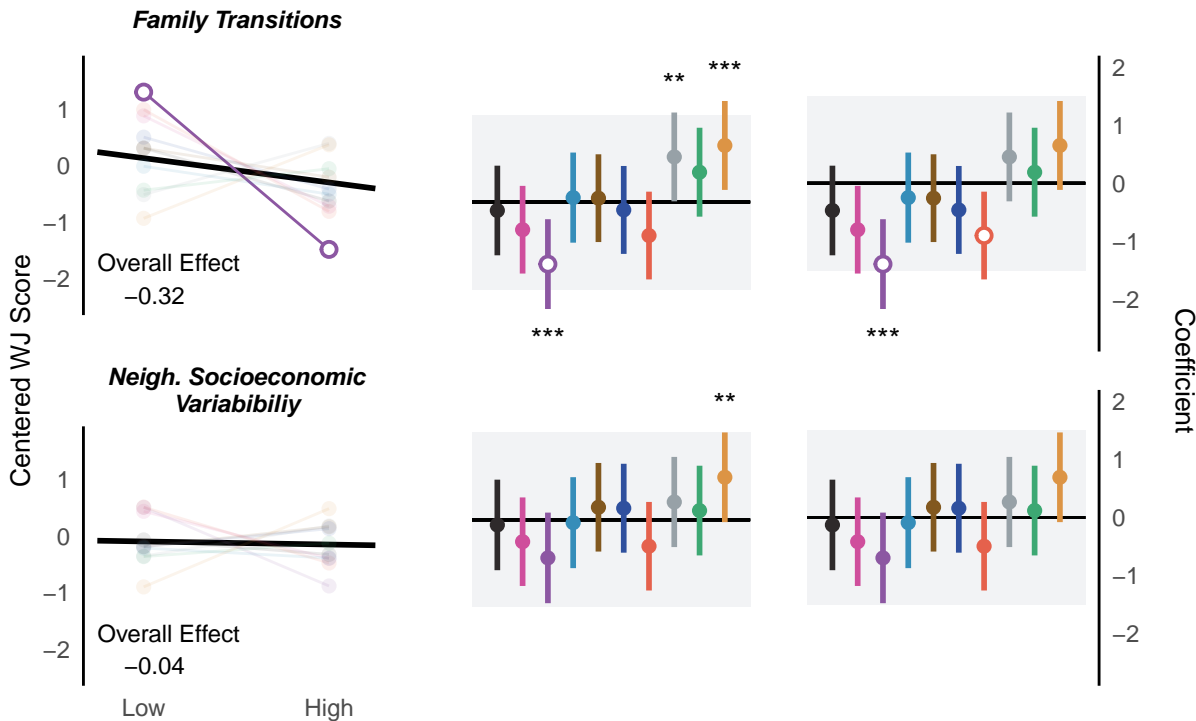 Family Transitions
Centered WJ Score
1
0
−1
−2
Overall Effect
−0.32
**
***
***
***
2
1
0
−1
−2
Coefficient
Neigh. Socioeconomic
Variabibiliy
1
0
−1
−2
Overall Effect
−0.04
Low
High
**
2
1
0
−1
−2